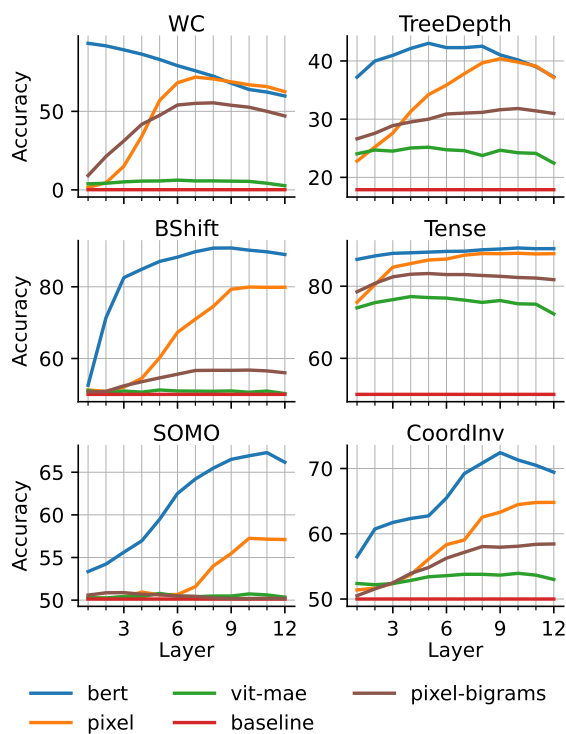 WC TreeDepth
Accuracy
50
0
40
30
20
BShift Tense
Accuracy
80
60
80
60
SOMO CoordInv
Accuracy
65
60
55
50
70
60
50
3 6 9 12 3 6 9 12
Layer Layer
bert vit-mae pixel-bigrams
pixel baseline